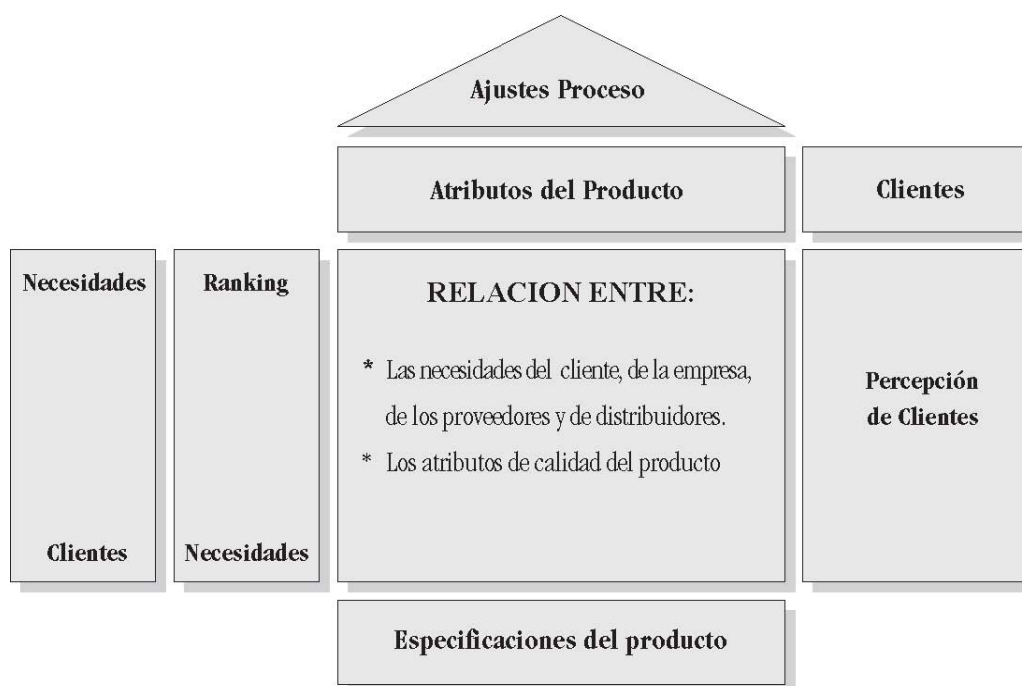 Ajustes Proceso
Atributos del Producto
Clientes
Necesidades
Clientes
Ranking
Necesidades
RELACION ENTRE:
* Las necesidades del cliente, de la empresa,
de los proveedores y de distribuidores.
* Los atributos de calidad del producto
Percepción
de Clientes
Especificaciones del producto